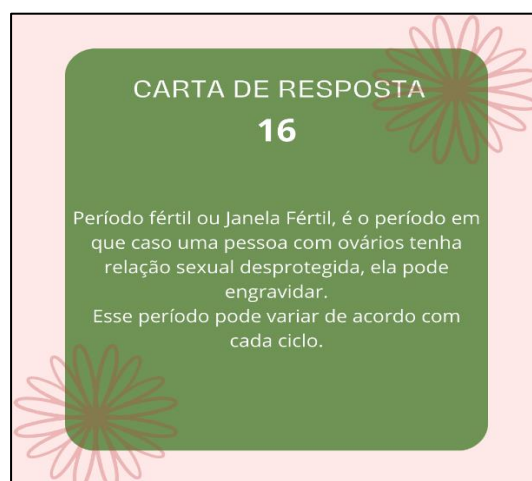 CARTA DE RESPOSTA
16
Período fértil ou Janela Fértil, é o período em
que caso uma pessoa com ovários tenha
relação sexual desprotegida, ela pode
engravidar.
Esse período pode variar de acordo com
cada ciclo.